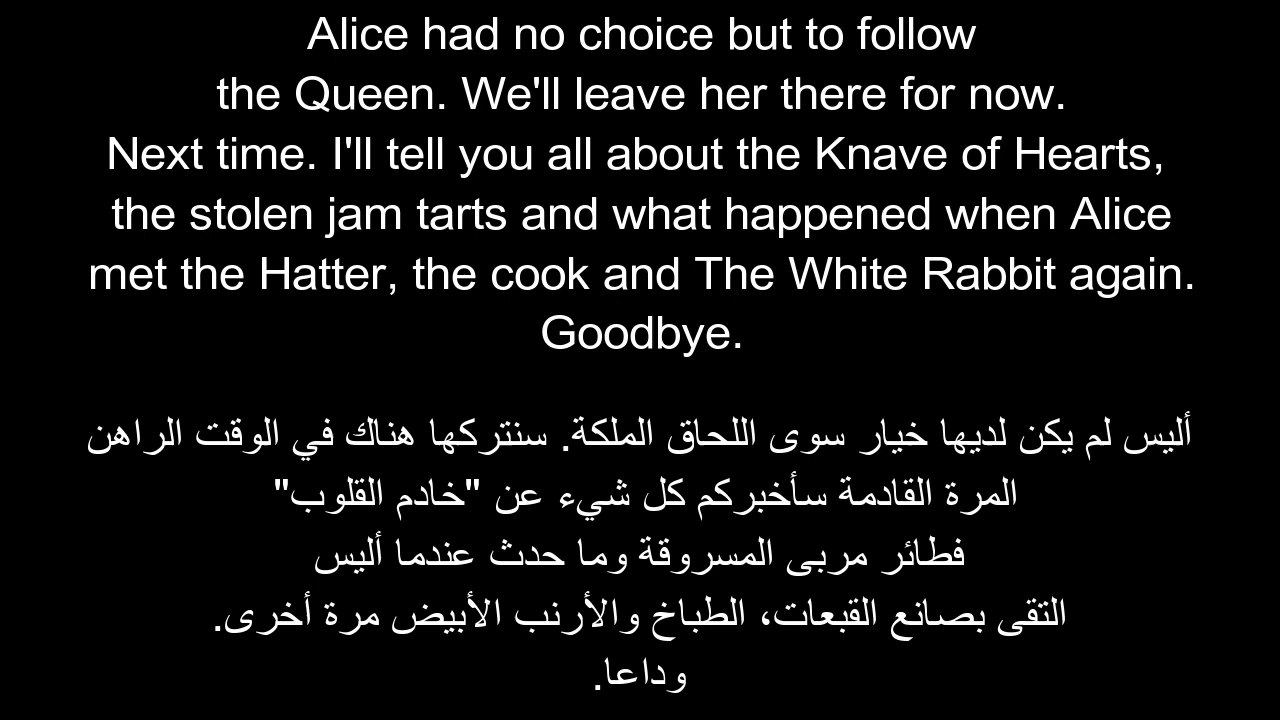 Alice had no choice but to follow
the Queen. We'll leave her there for now.
Next time. I'll tell you all about the Knave of Hearts,
the stolen jam tarts and what happened when Alice
met the Hatter, the cook and The White Rabbit again.
Goodbye.
أليس لم يكن لديها خيار سوى اللحاق الملكة. سنتركها هناك في الوقت الراهن
المرة القادمة سأخبركم كل شيء عن "خادم القلوب"
فطائر مربى المسروقة وما حدث عندما أليس
التقى بصانع القبعات، الطباخ والأرنب الأبيض مرة أخرى.
وداعا.